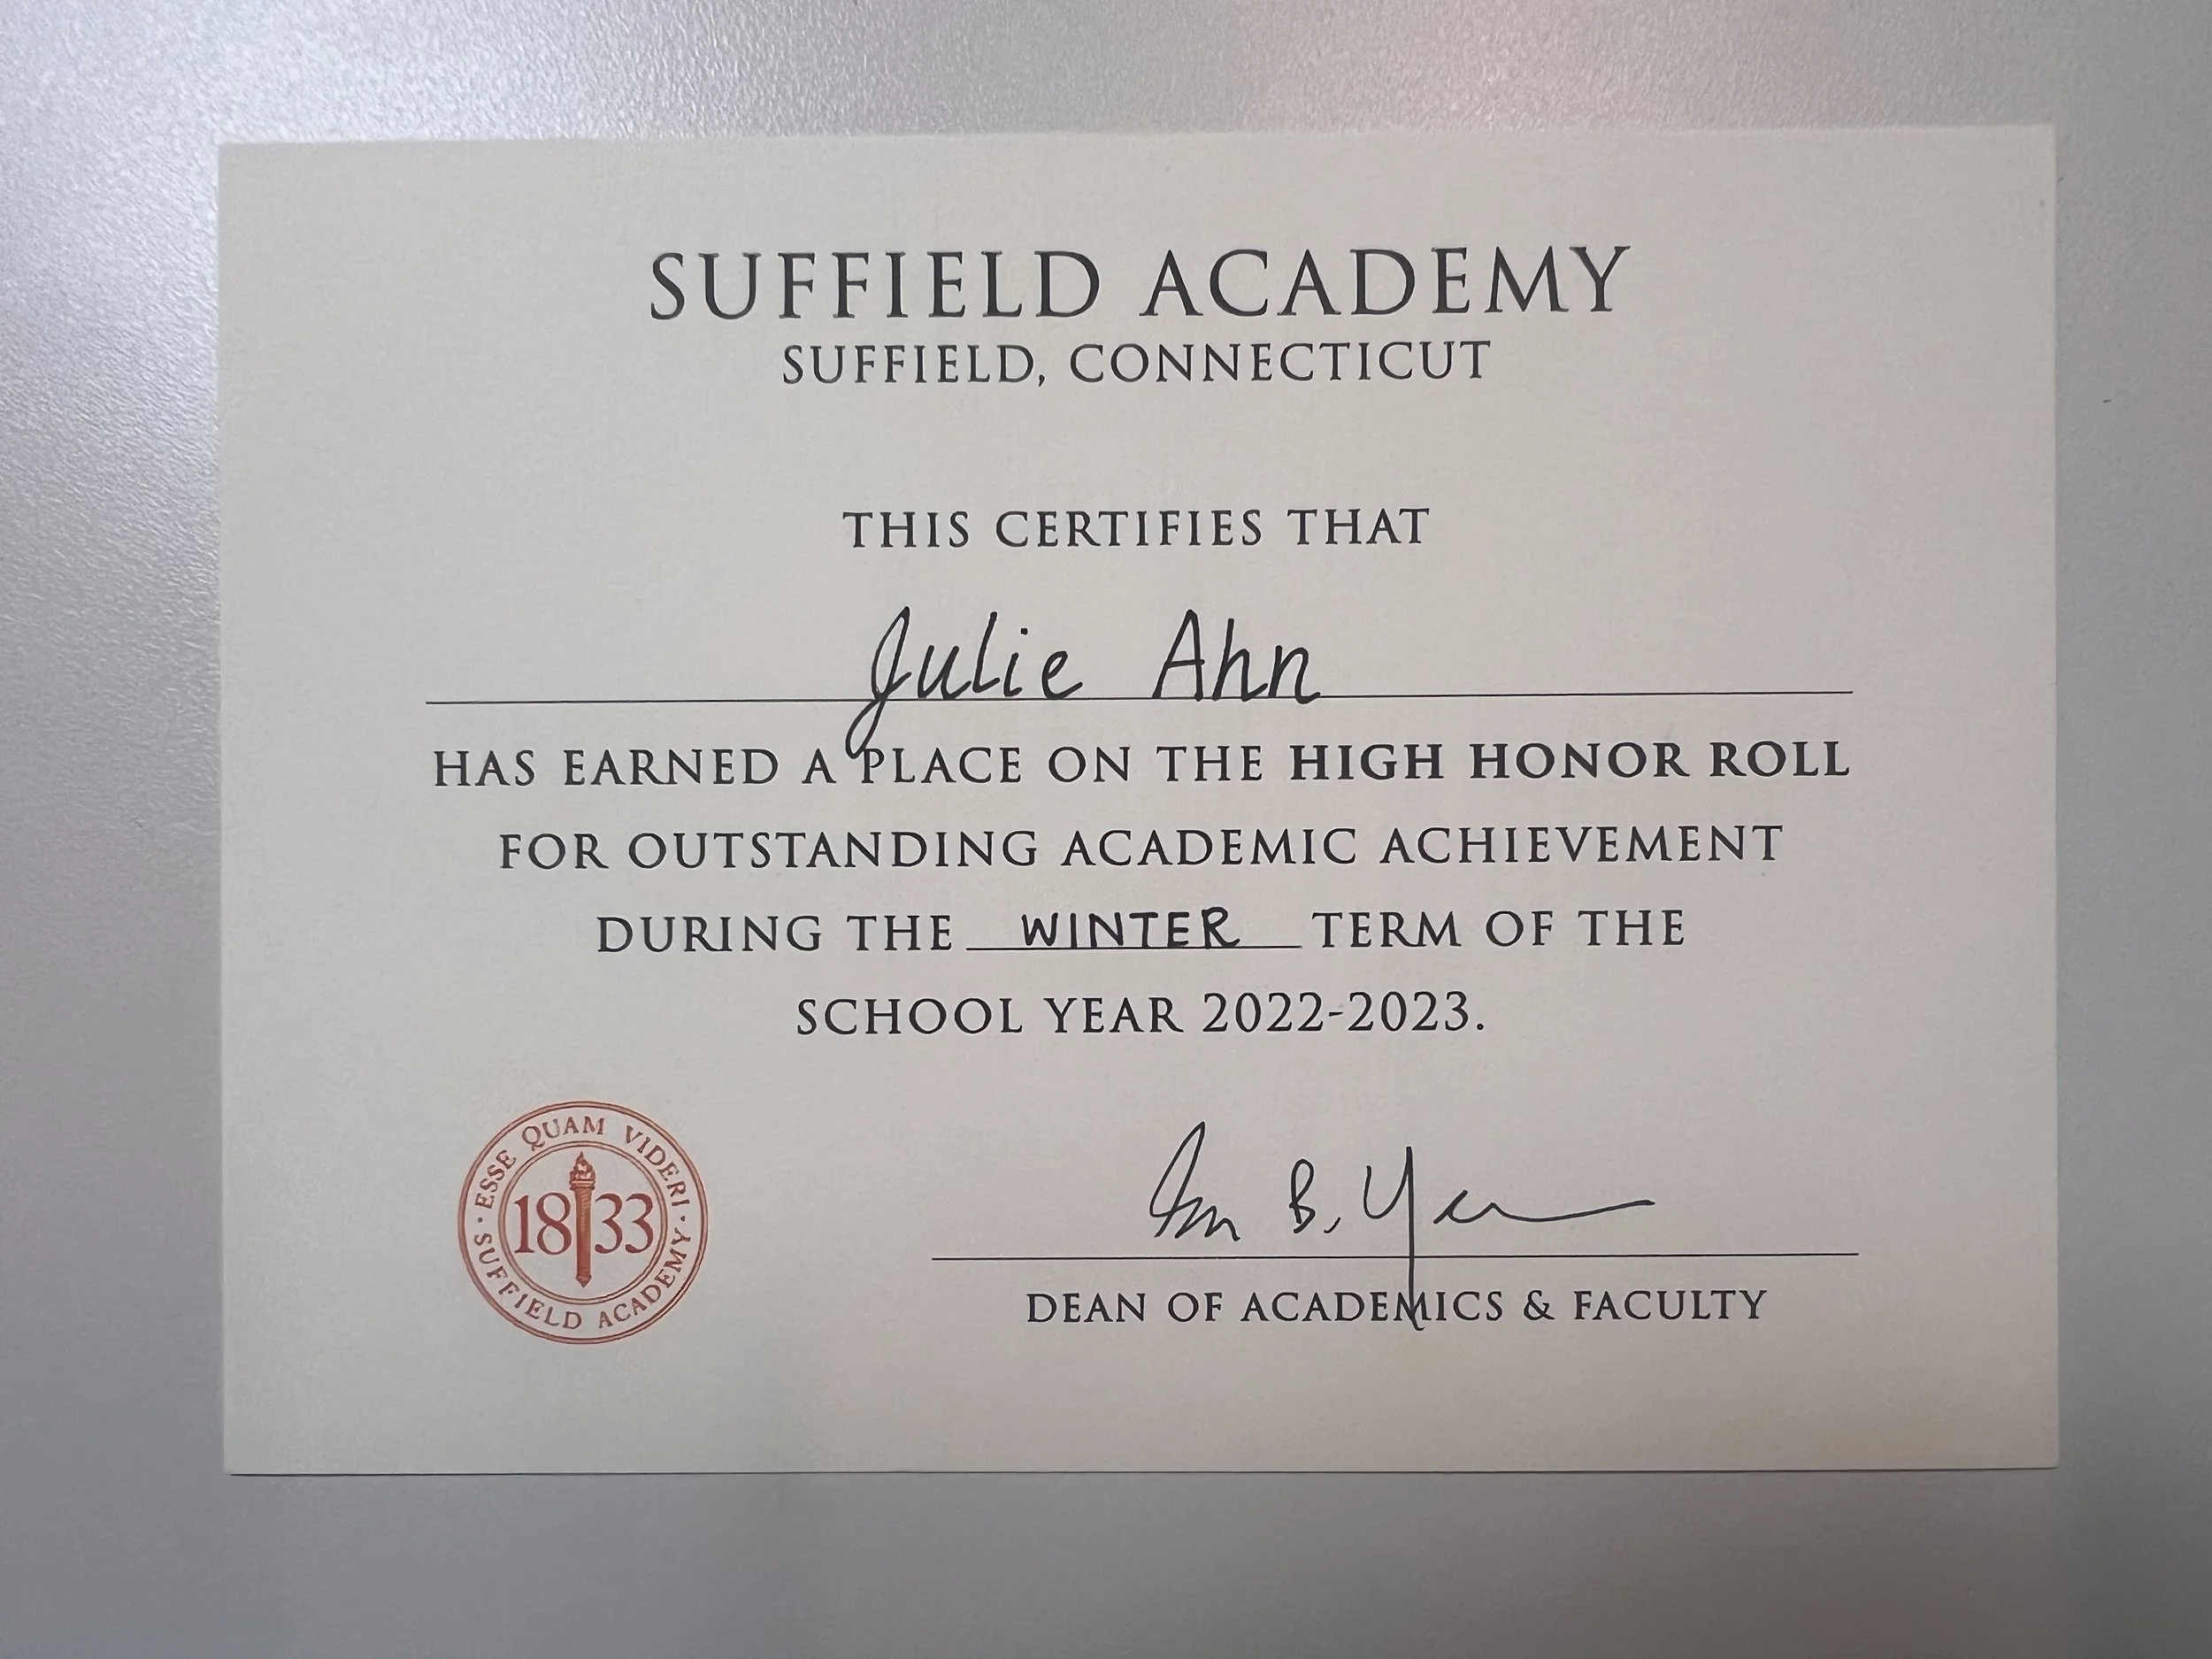 SUFFIELD ACADEMY
SUFFIELD, CONNECTICUT
THIS CERTIFIES THAT
Julie Ahn
HAS EARNED A PLACE ON THE HIGH HONOR ROLL
FOR OUTSTANDING ACADEMIC ACHIEVEMENT
DURING THE WINTER TERM OF THE
SCHOOL YEAR 2022-2023.
· ESSE QUAM VIDERI ·
1833
SUFFIELD ACADEMY
B.
DEAN OF ACADEMICS & FACULTY